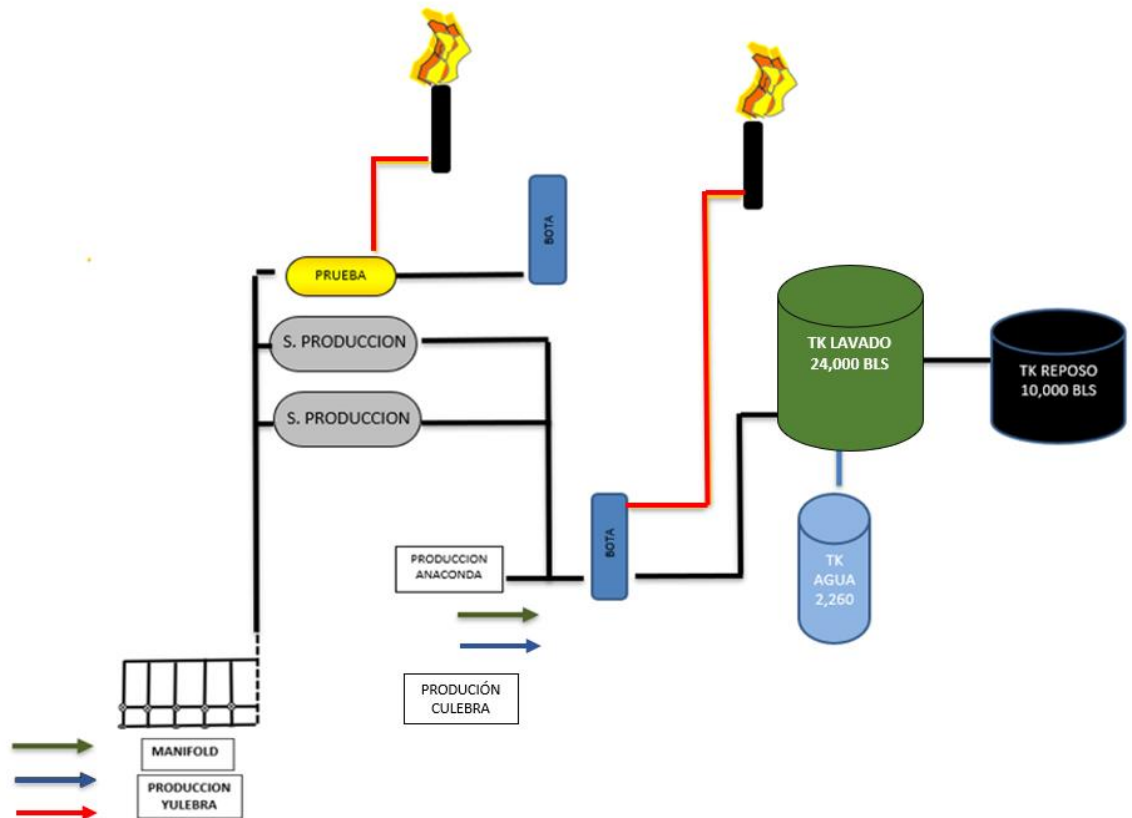 BOTA
PRUEBA
S. PRODUCCION
S. PRODUCCION
TK LAVADO
24,000 BLS
TK REPOSO
10,000 BLS
BOTA
PRODUCCION
ANACONDA
TK
AGUA
2,260
PRODUCIÓN
CULEBRA
MANIFOLD
PRODUCCION
YULEBRA